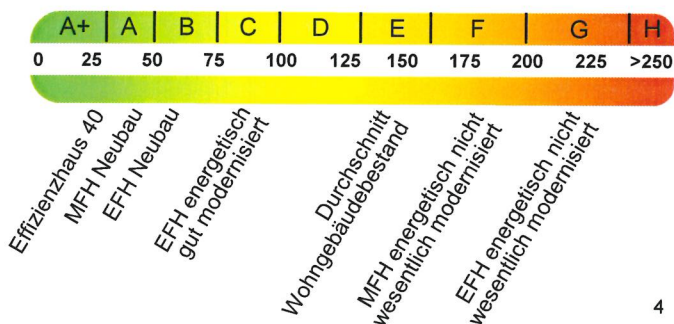 A+ A B C D E F G H
0 25 50 75 100 125 150 175 200 225 >250
Effizienzhaus 40
MFH Neubau
EFH Neubau
EFH energetisch
gut modernisiert
Durchschnitt
Wohngebäudebestand
MFH energetisch nicht
wesentlich modernisiert
EFH energetisch nicht
wesentlich modernisiert
4